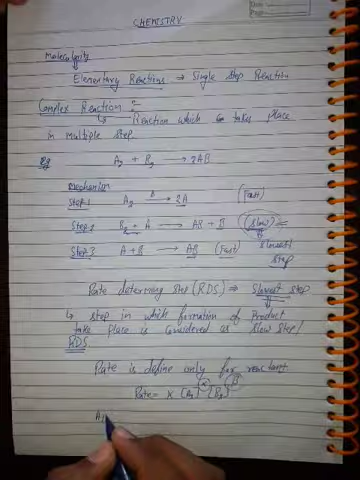 CHEMISTRY
Molecularity
Elementary Reactions → Single Step Reaction
Complex Reaction :-
↳ Reaction which takes place
in multiple step
eg A₂ + B₂ → 2AB
Mechanism
Step 1 A₂ → 2A (Fast)
Step 2 B₂ + A → AB + B (Slow) =
Step 3 A + B → AB (Fast) slowest
step
Rate determining step (RDS) ⇒ Slowest step
↳ step in which formation of Product
take place is considered as slow step/
RDS
Rate is define only for reactant
Rate = K [A₂] [B₂]